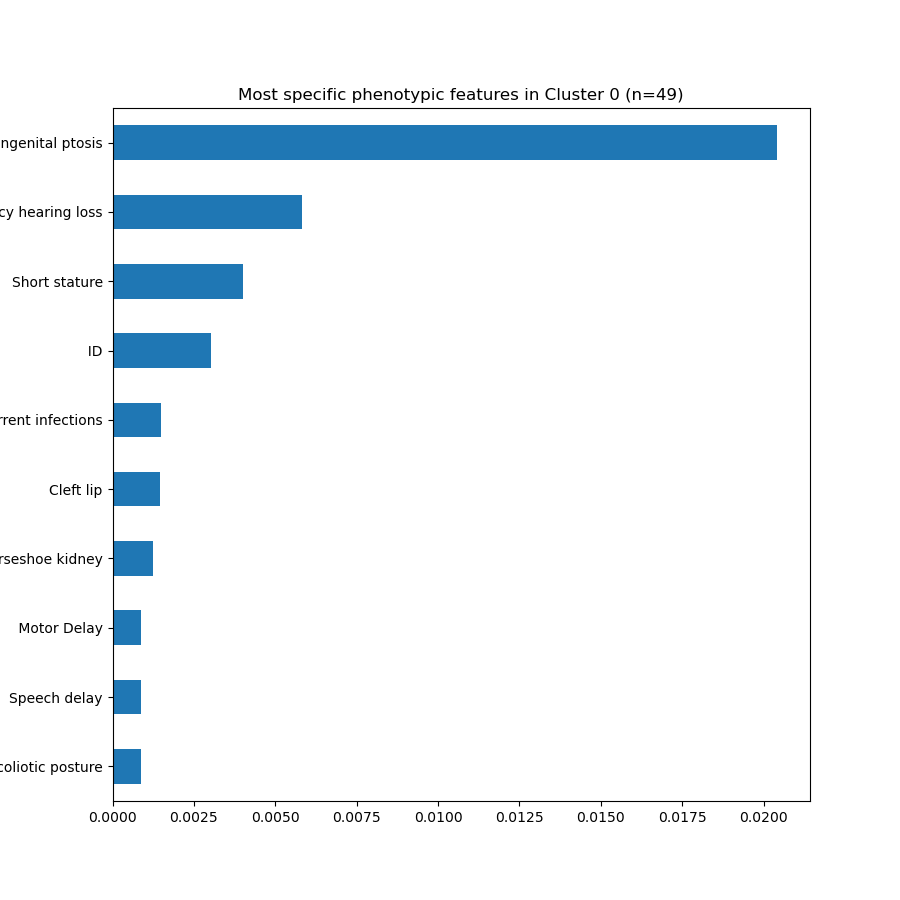 Most specific phenotypic features in Cluster 0 (n=49)
ngenital ptosis
cy hearing loss
Short stature
ID
rrent infections
Cleft lip
rseshoe kidney
Motor Delay
Speech delay
coliotic posture
0.0000 0.0025 0.0050 0.0075 0.0100 0.0125 0.0150 0.0175 0.0200